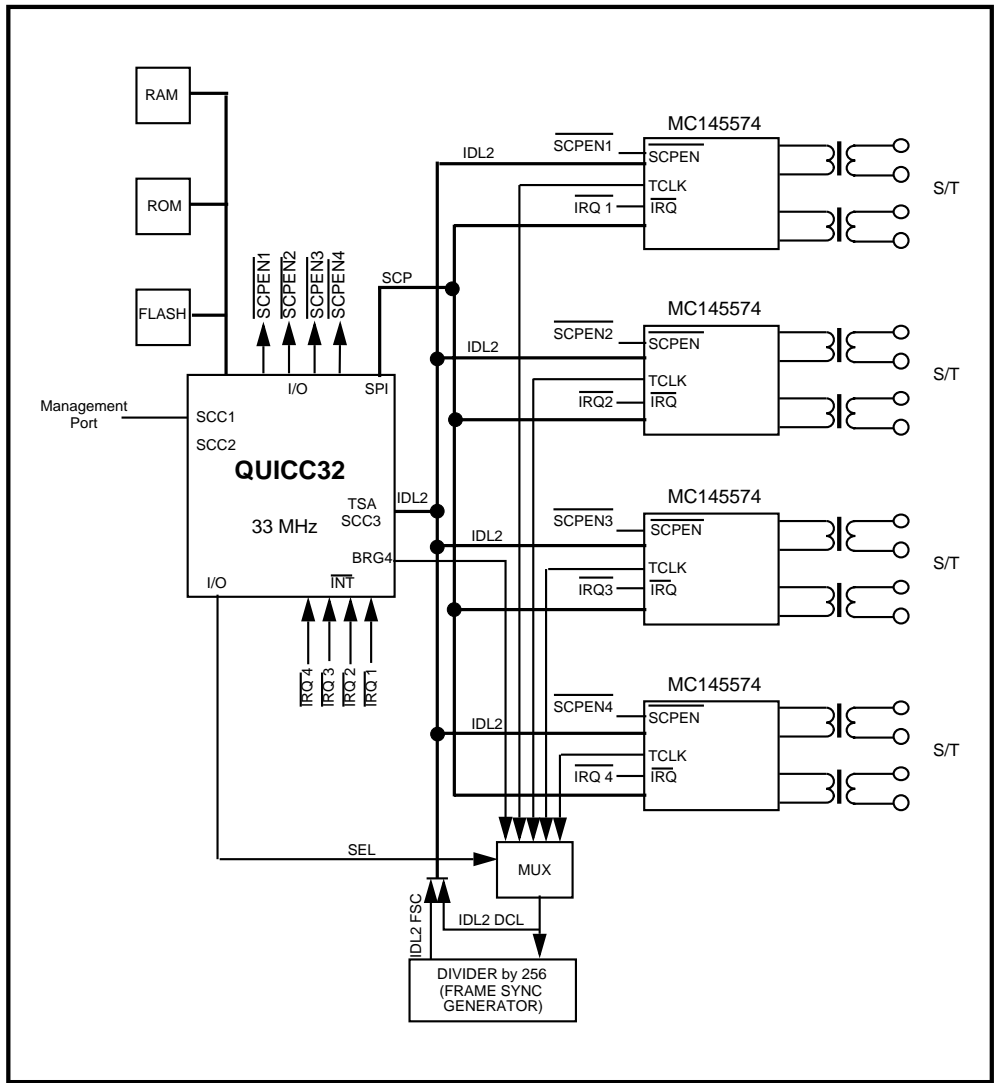 RAM
ROM
FLASH
SCPEN1
SCPEN2
SCPEN3
SCPEN4
I/O
SPI
SCP
Management
Port
SCC1
SCC2
QUICC32
33 MHz
TSA
SCC3
IDL2
BRG4
I/O
INT
IRQ 4
IRQ 3
IRQ 2
IRQ 1
MC145574
SCPEN1
SCPEN
IDL2
TCLK
IRQ 1
IRQ
S/T
MC145574
SCPEN2
SCPEN
IDL2
TCLK
IRQ2
IRQ
S/T
MC145574
SCPEN3
SCPEN
IDL2
TCLK
IRQ3
IRQ
S/T
MC145574
SCPEN4
SCPEN
IDL2
TCLK
IRQ 4
IRQ
S/T
SEL
MUX
IDL2 FSC
IDL2 DCL
DIVIDER by 256
(FRAME SYNC
GENERATOR)